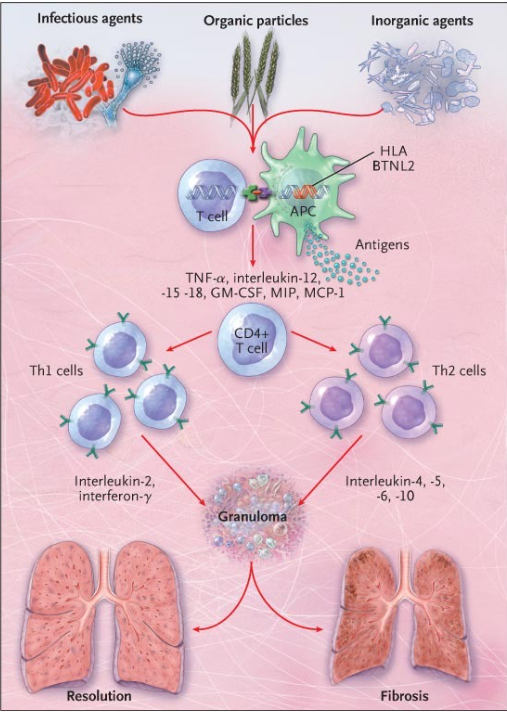 Infectious agents
Organic particles
Inorganic agents
HLA
BTNL2
T cell
APC
Antigens
TNF-α, interleukin-12,
-15 -18, GM-CSF, MIP, MCP-1
CD4+
T cell
Th1 cells
Th2 cells
Interleukin-2,
interferon-γ
Interleukin-4, -5,
-6, -10
Granuloma
Resolution
Fibrosis